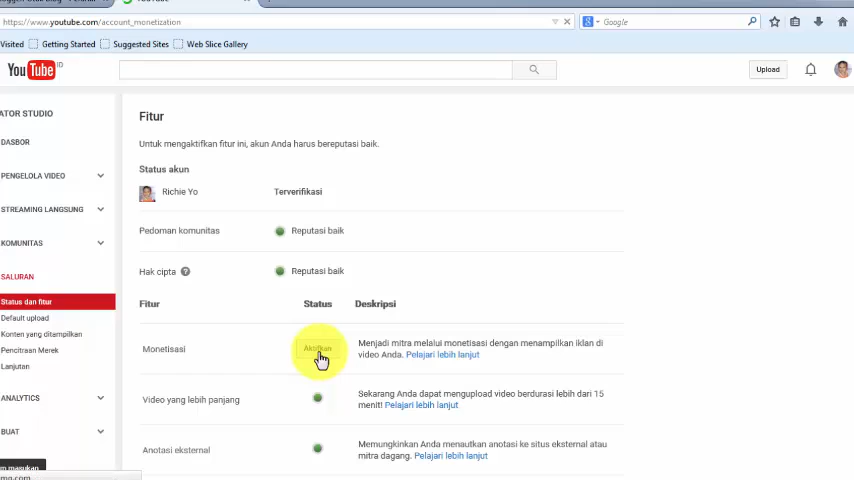 https://www.youtube.com/account_monetization
Google
Visited
Getting Started
Suggested Sites
Web Slice Gallery
YouTube ID
Upload
ATOR STUDIO
DASBOR
PENGELOLA VIDEO
STREAMING LANGSUNG
KOMUNITAS
SALURAN
Status dan fitur
Default upload
Konten yang ditampilkan
Pencitraan Merek
Lanjutan
ANALYTICS
BUAT
Fitur
Untuk mengaktifkan fitur ini, akun Anda harus bereputasi baik.
Status akun
Richie Yo
Terverifikasi
Pedoman komunitas
Reputasi baik
Hak cipta ?
Reputasi baik
Fitur
Status
Deskripsi
Monetisasi
Aktifkan
Menjadi mitra melalui monetisasi dengan menampilkan iklan di
video Anda. Pelajari lebih lanjut
Video yang lebih panjang
Sekarang Anda dapat mengupload video berdurasi lebih dari 15
menit! Pelajari lebih lanjut
Anotasi eksternal
Memungkinkan Anda menautkan anotasi ke situs eksternal atau
mitra dagang. Pelajari lebih lanjut